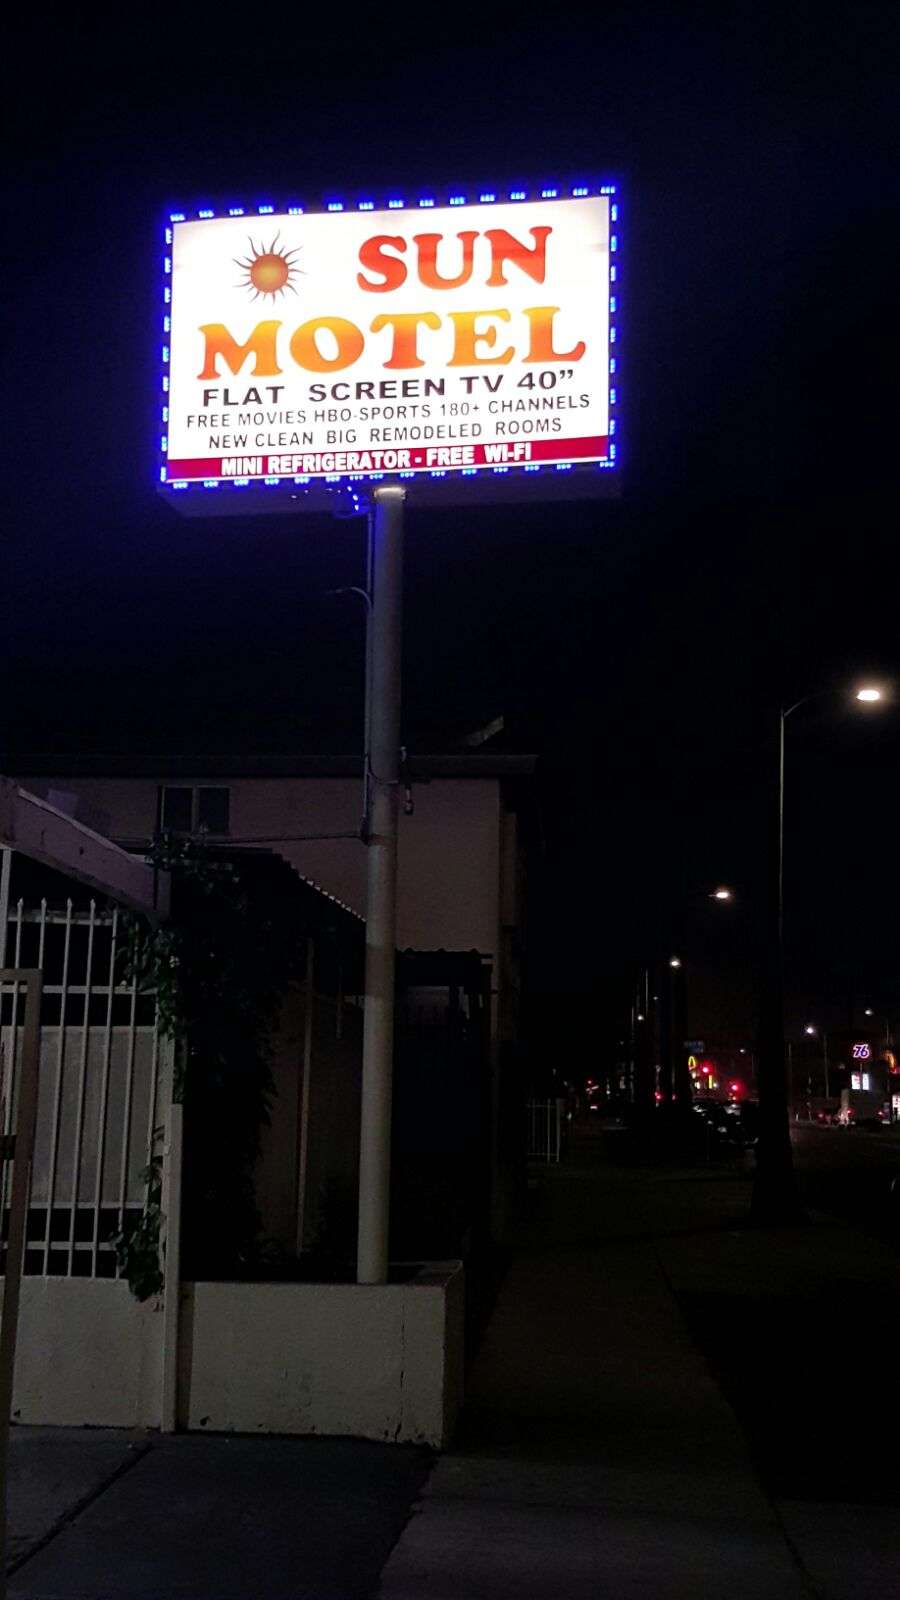 SUN
MOTEL
FLAT SCREEN TV 40”
FREE MOVIES HBO-SPORTS 180+ CHANNELS
NEW CLEAN BIG REMODELED ROOMS
MINI REFRIGERATOR - FREE WI-FI
76